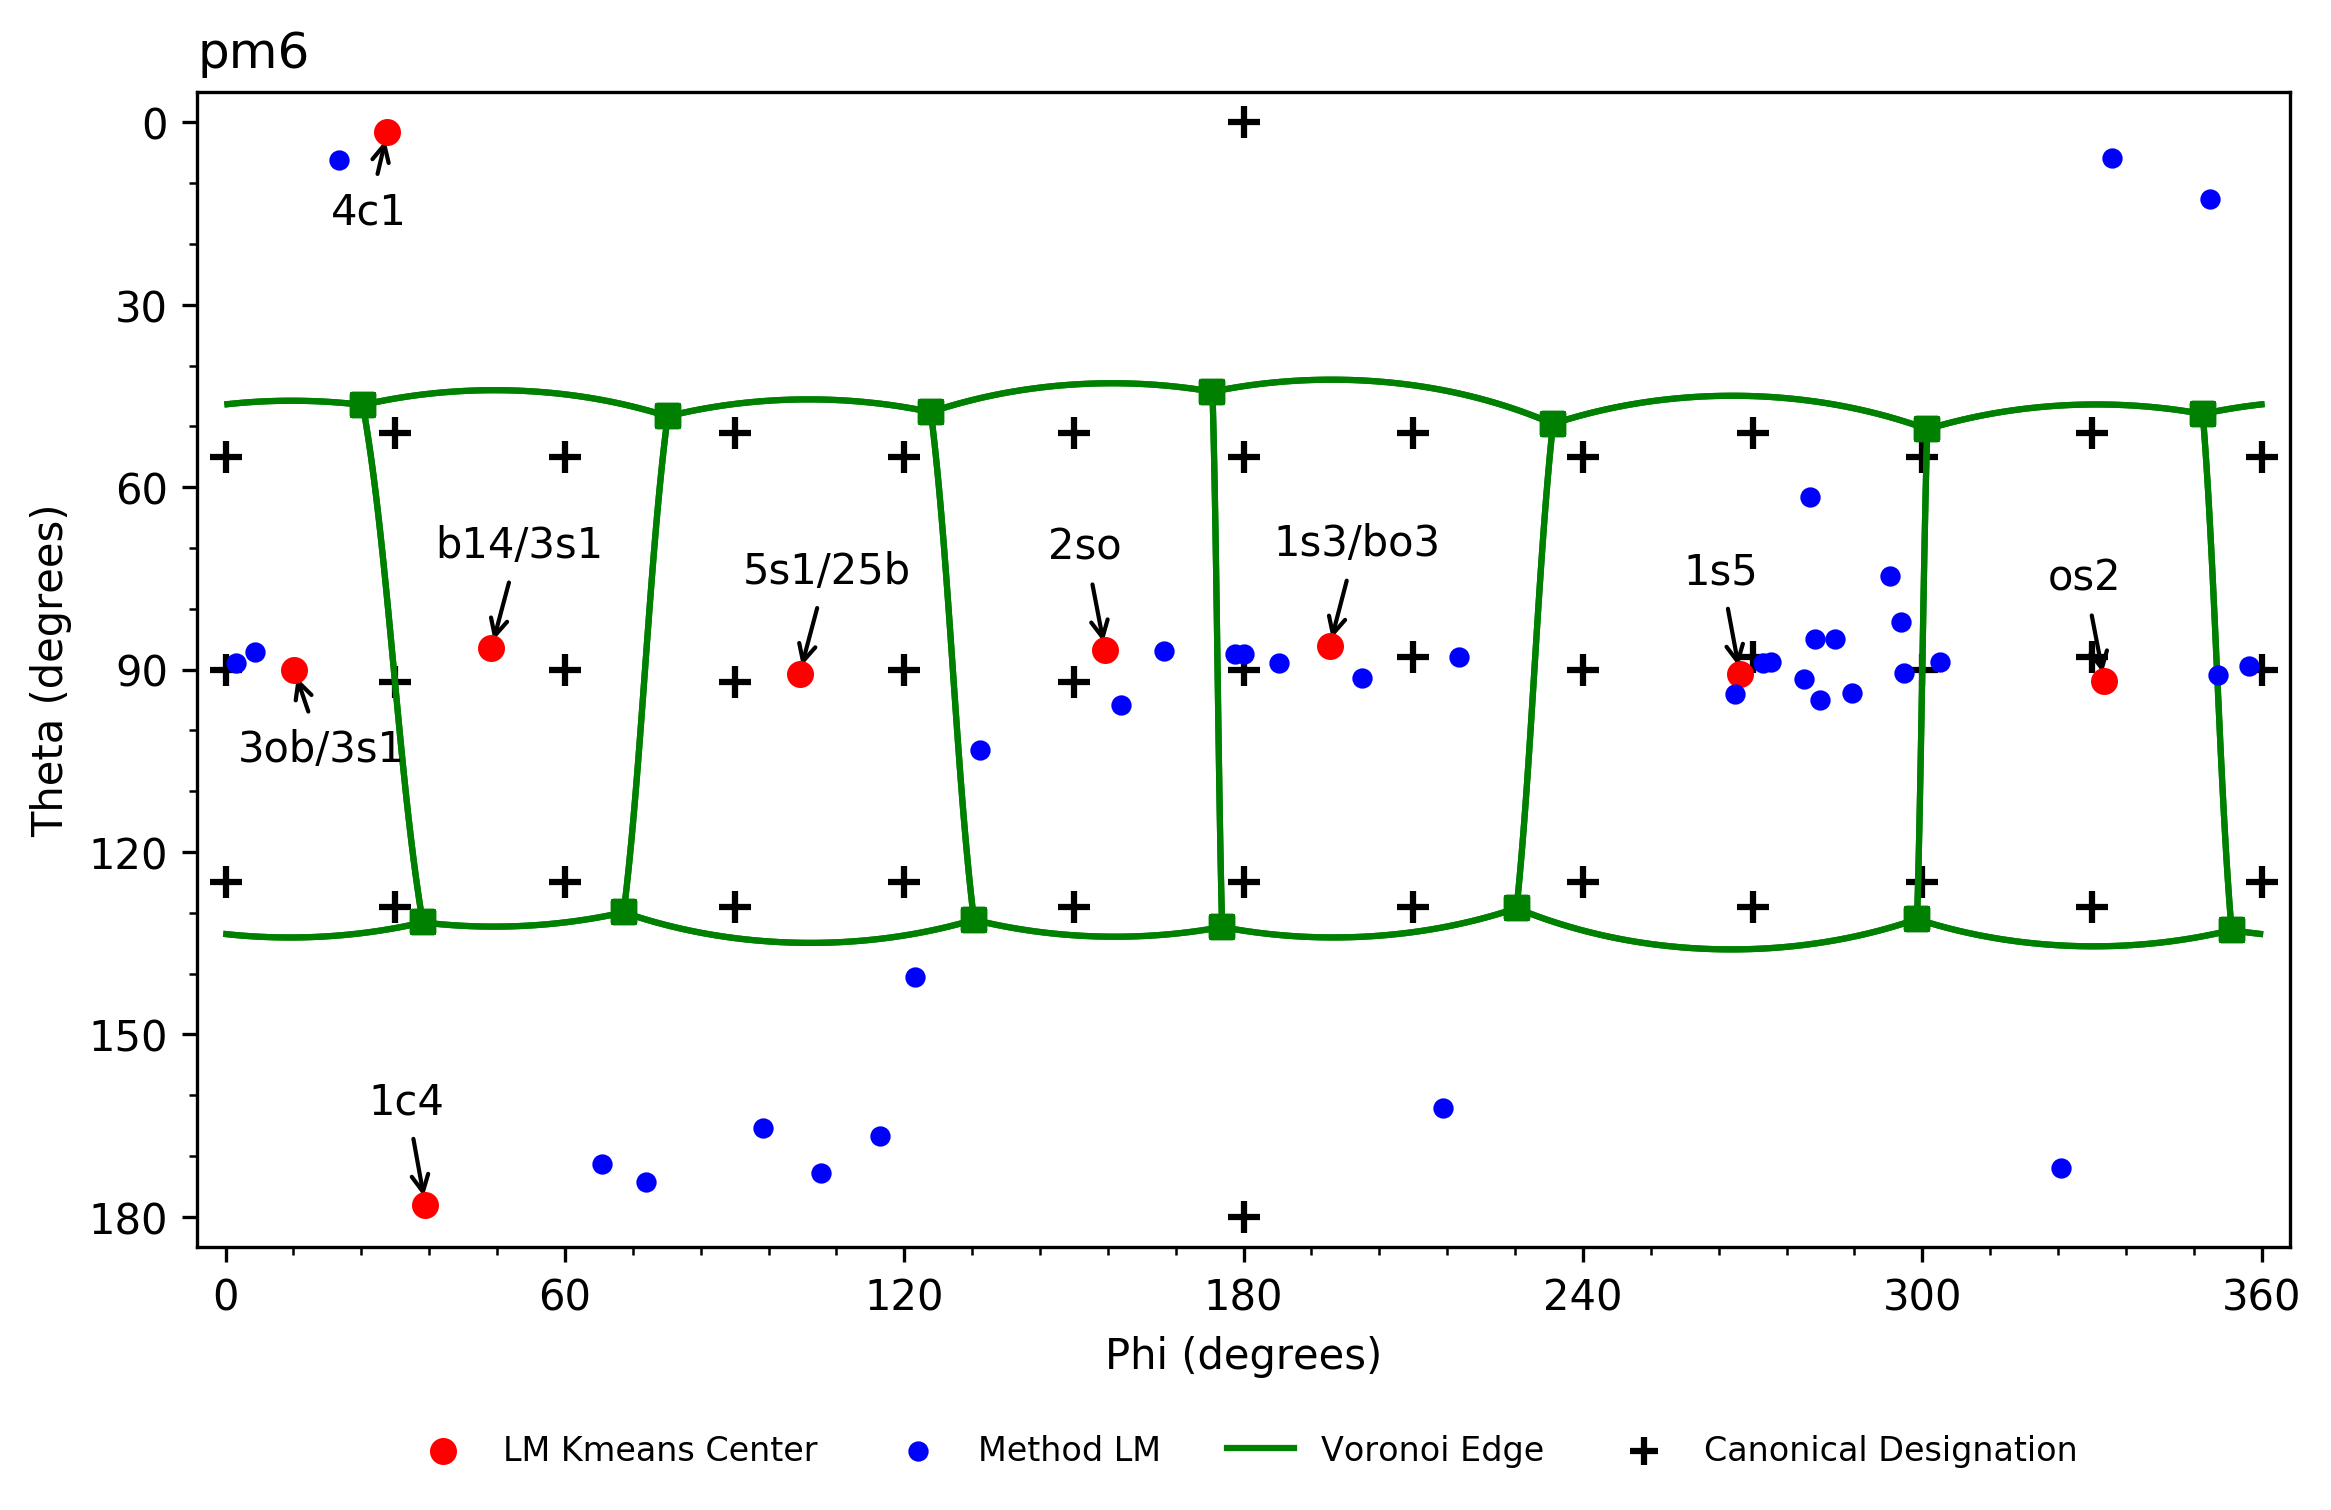 pm6
0
30
60
90
120
150
180
Theta (degrees)
4c1
b14/3s1
5s1/25b
2so
1s3/bo3
1s5
os2
3ob/3s1
1c4
0 60 120 180 240 300 360
Phi (degrees)
LM Kmeans Center Method LM Voronoi Edge Canonical Designation